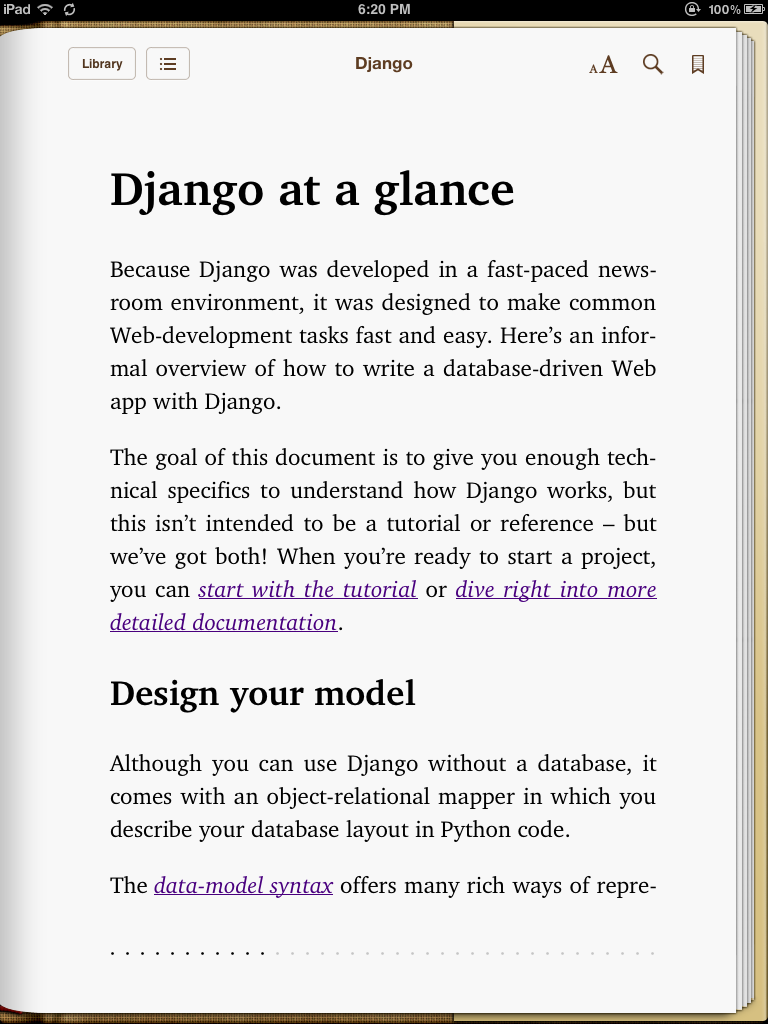 iPad 6:20 PM 100%
Library Django AA
Django at a glance
Because Django was developed in a fast-paced news-
room environment, it was designed to make common
Web-development tasks fast and easy. Here’s an infor-
mal overview of how to write a database-driven Web
app with Django.
The goal of this document is to give you enough tech-
nical specifics to understand how Django works, but
this isn’t intended to be a tutorial or reference – but
we’ve got both! When you’re ready to start a project,
you can start with the tutorial or dive right into more
detailed documentation.
Design your model
Although you can use Django without a database, it
comes with an object-relational mapper in which you
describe your database layout in Python code.
The data-model syntax offers many rich ways of repre-